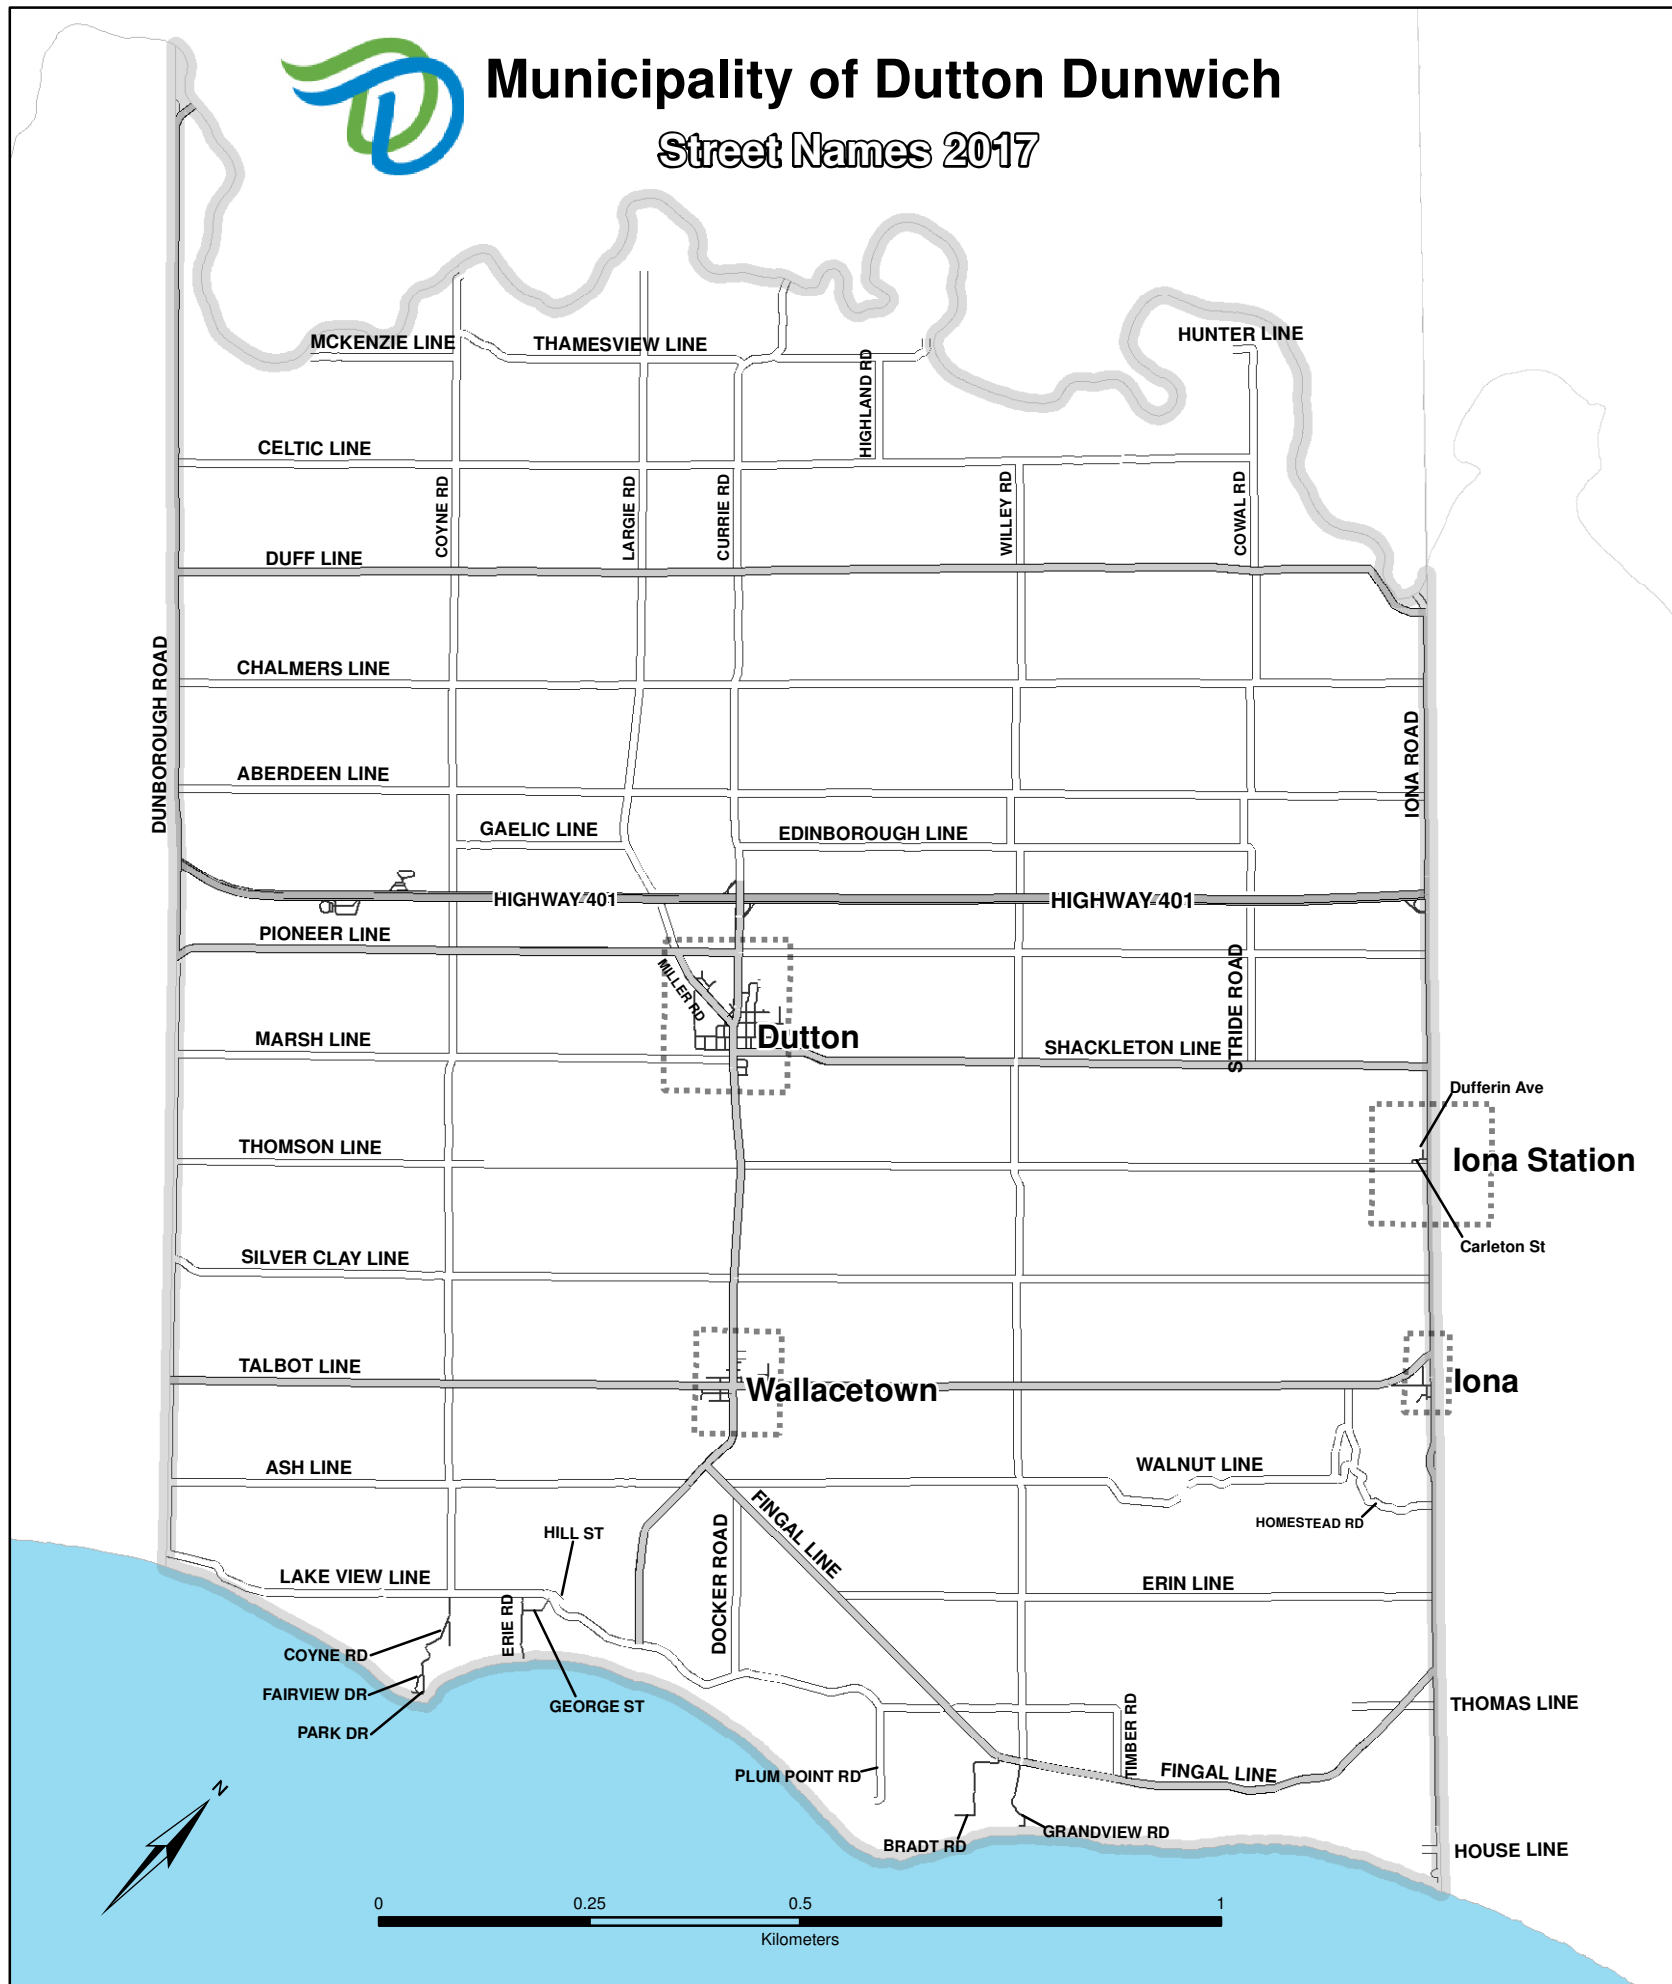 Municipality of Dutton Dunwich
Street Names 2017
HUNTER LINE
MCKENZIE LINE
THAMESVIEW LINE
HIGHLAND RD
CELTIC LINE
COYNE RD
LARGIE RD
CURRIE RD
WILLEY RD
COWAL RD
DUFF LINE
DUNBOROUGH ROAD
CHALMERS LINE
IONA ROAD
ABERDEEN LINE
GAELIC LINE
EDINBOROUGH LINE
HIGHWAY 401
HIGHWAY 401
PIONEER LINE
MILLER RD
STRIDE ROAD
Dutton
MARSH LINE
SHACKLETON LINE
Dufferin Ave
THOMSON LINE
Iona Station
Carleton St
SILVER CLAY LINE
TALBOT LINE
Wallacetown
Iona
ASH LINE
WALNUT LINE
FINGAL LINE
HOMESTEAD RD
HILL ST
DOCKER ROAD
LAKE VIEW LINE
ERIN LINE
ERIE RD
COYNE RD
FAIRVIEW DR
GEORGE ST
PARK DR
THOMAS LINE
TIMBER RD
PLUM POINT RD
FINGAL LINE
N
GRANDVIEW RD
BRADT RD
HOUSE LINE
0 0.25 0.5 1
Kilometers